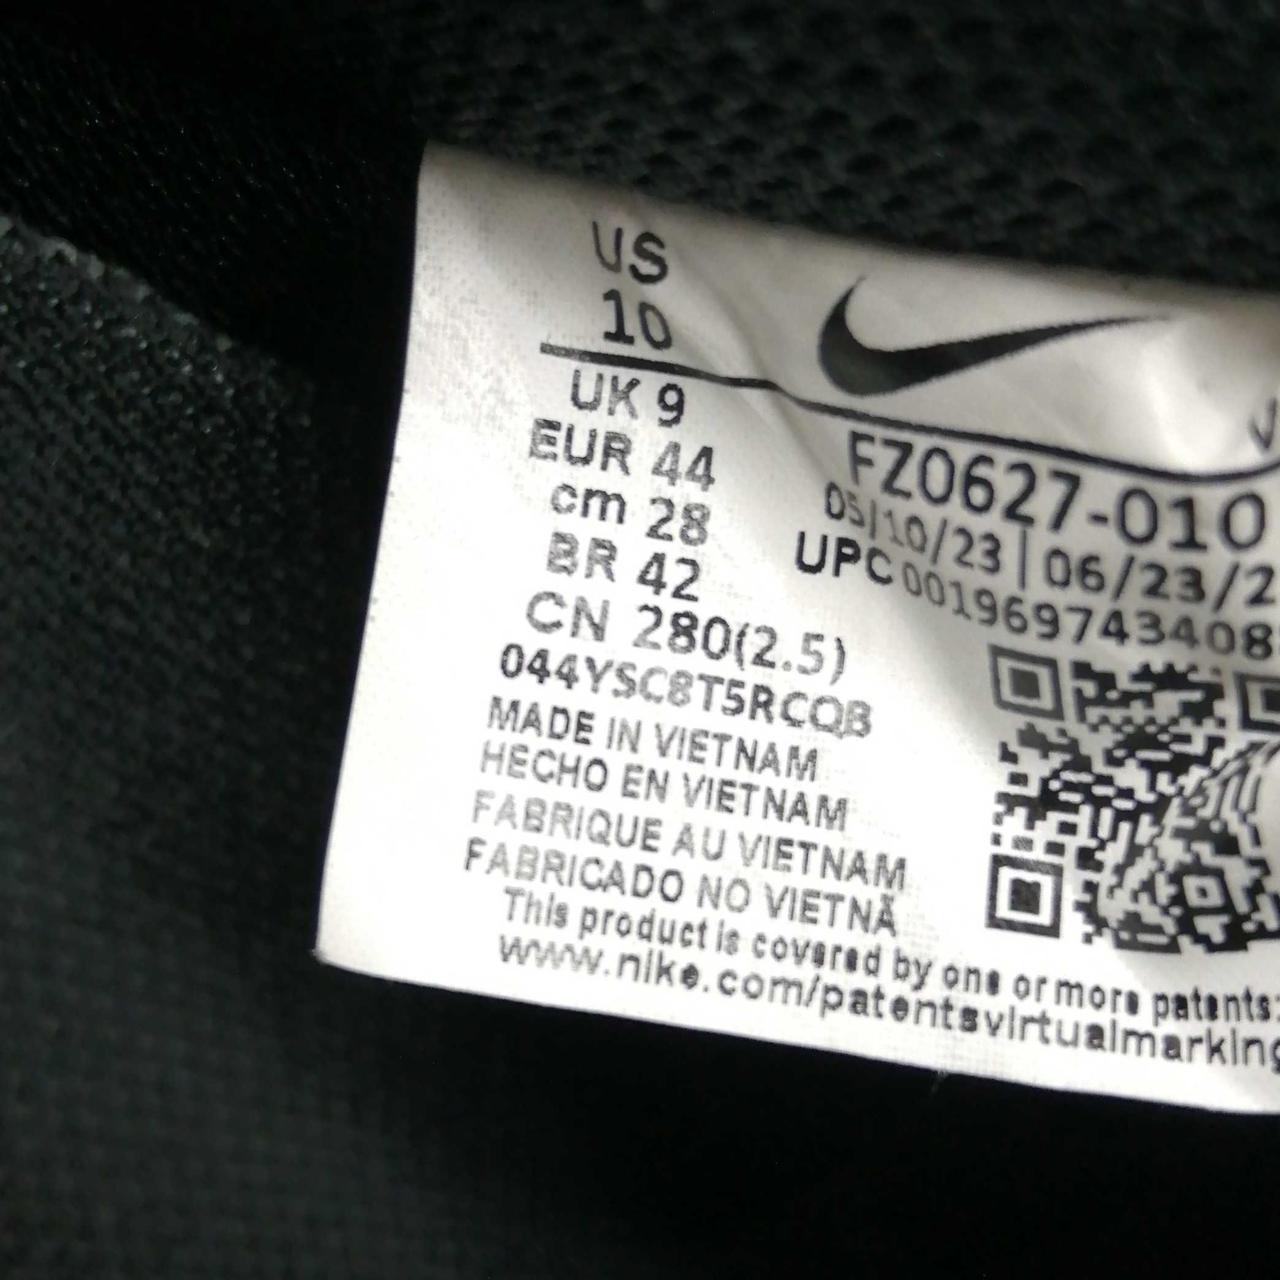 US
10
UK 9
EUR 44
cm 28
BR 42
CN 280(2.5)
044YSC8T5RCQB
MADE IN VIETNAM
HECHO EN VIETNAM
FABRIQUE AU VIETNAM
FABRICADO NO VIETNÃ
This product is covered by one or more patents:
www.nike.com/patentsvirtualmarking
FZ0627-010
05/10/23 | 06/23/2
UPC 001969743408